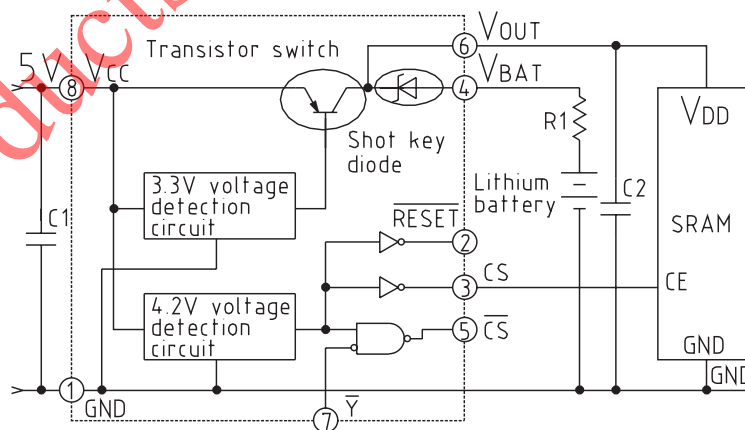 ducts
Transistor switch
6
VOUT
5V
8
VCC
4
VBAT
VDD
R1
Shot key
diode
3.3V voltage
detection
circuit
Lithium
battery
C1
C2
RESET
2
SRAM
CS
3
CE
4.2V voltage
detection
circuit
5
CS
GND
GND
1
GND
7
Y